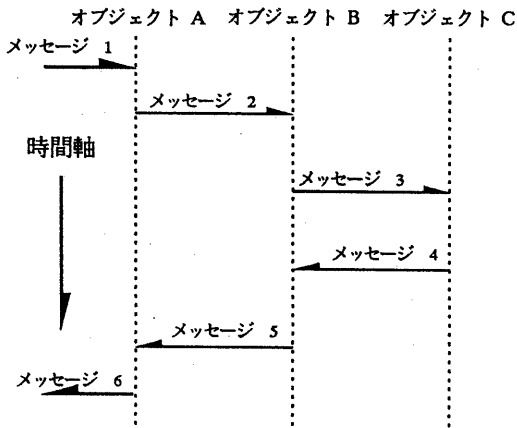 オブジェクト A オブジェクト B オブジェクト C
メッセージ 1
メッセージ 2
時間軸
メッセージ 3
メッセージ 4
メッセージ 5
メッセージ 6